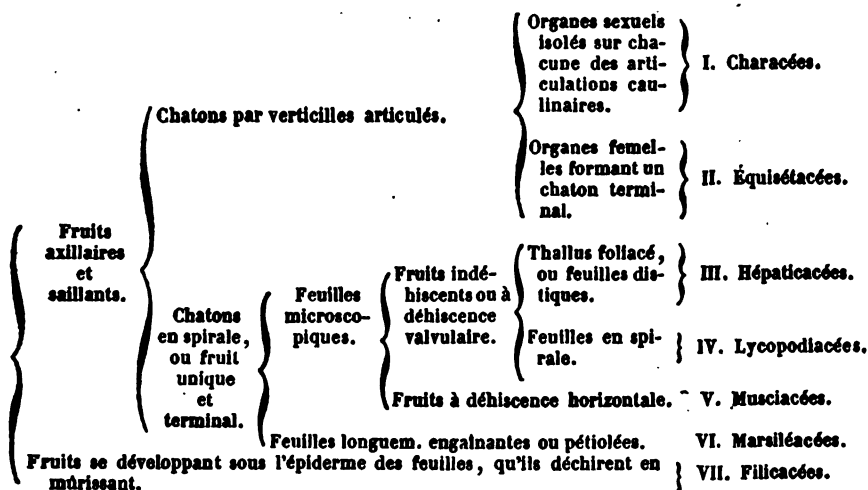 Organes sexuels
isolés sur cha-
cune des arti-
culations cau-
linaires.
I. Characées.
Chatons par verticilles articulés.
Organes femel-
les formant un
chaton termi-
nal.
II. Équisétacées.
Fruits
axillaires
et
saillants.
Chatons
en spirale,
ou fruit
unique
et
terminal.
Feuilles
microsco-
piques.
Fruits indé-
hiscents ou à
déhiscence
valvulaire.
Thallus foliacé,
ou feuilles dis-
tiques.
III. Hépaticacées.
Feuilles en spi-
rale.
IV. Lycopodiacées.
Fruits à déhiscence horizontale.
V. Musciacées.
Feuilles longuem. engaînantes ou pétiolées.
VI. Marsiléacées.
Fruits se développant sous l'épiderme des feuilles, qu'ils déchirent en
mûrissant.
VII. Filicacées.